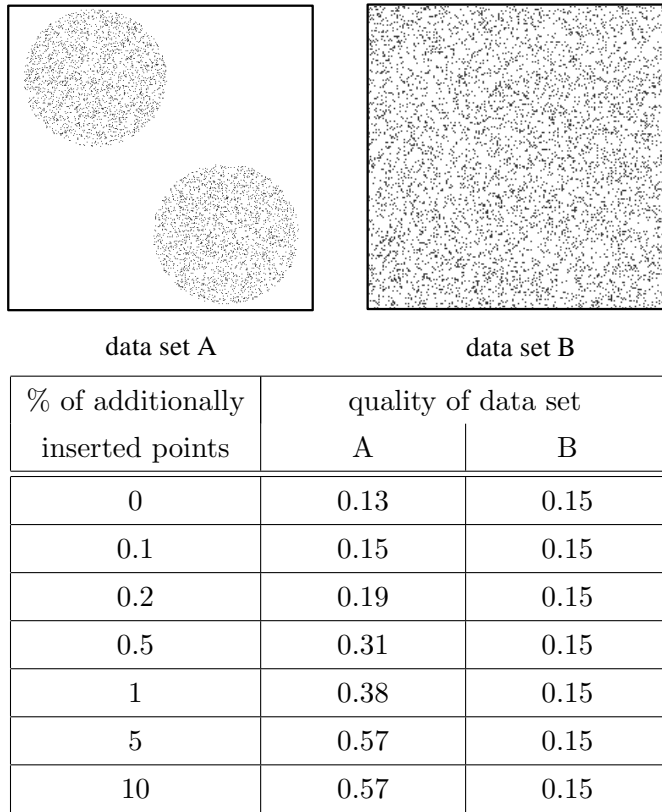 data set A data set B
% of additionally quality of data set
inserted points A B
0 0.13 0.15
0.1 0.15 0.15
0.2 0.19 0.15
0.5 0.31 0.15
1 0.38 0.15
5 0.57 0.15
10 0.57 0.15